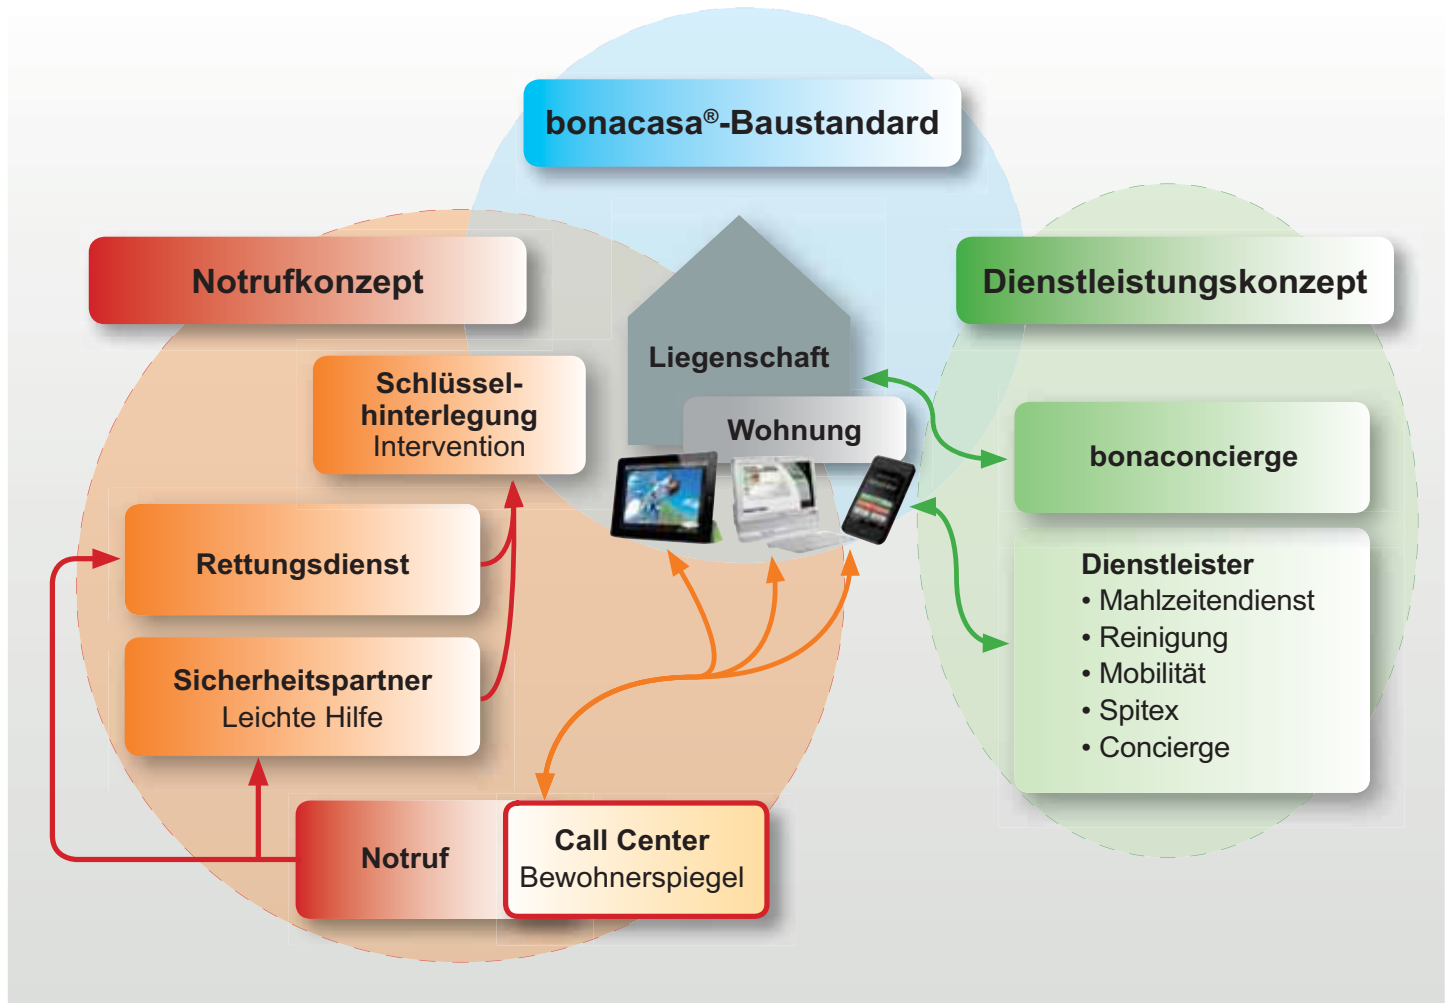 bonacasa®-Baustandard
Notrufkonzept
Dienstleistungskonzept
Liegenschaft
Wohnung
Schlüssel-
hinterlegung
Intervention
bonaconcierge
Rettungsdienst
Dienstleister
• Mahlzeitendienst
• Reinigung
• Mobilität
• Spitex
• Concierge
Sicherheitspartner
Leichte Hilfe
Notruf
Call Center
Bewohnerspiegel